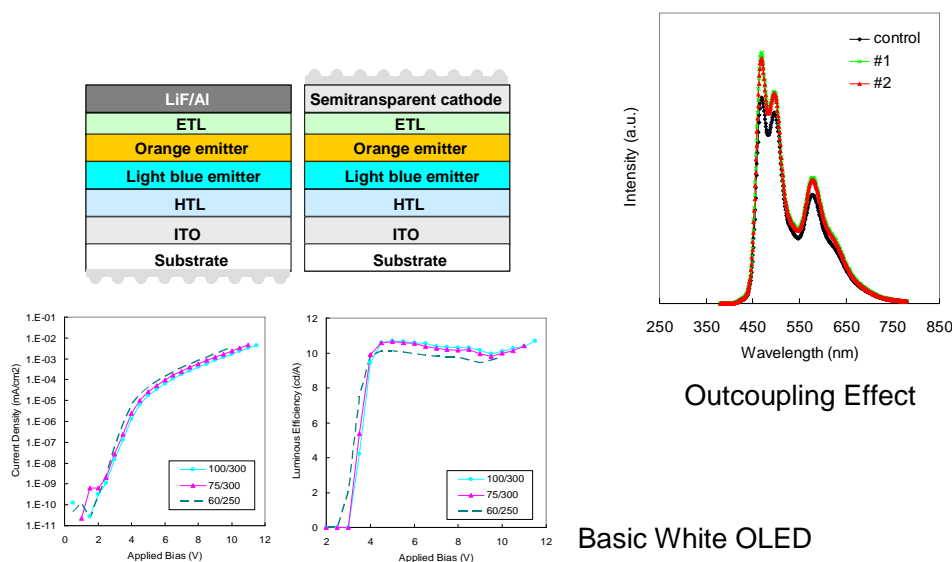 LiF/Al
ETL
Orange emitter
Light blue emitter
HTL
ITO
Substrate
Semitransparent cathode
ETL
Orange emitter
Light blue emitter
HTL
ITO
Substrate
Intensity (a.u.)
control
#1
#2
250 350 450 550 650 750 850
Wavelength (nm)
Outcoupling Effect
Current Density (mA/cm2)
1.E-01
1.E-02
1.E-03
1.E-04
1.E-05
1.E-06
1.E-07
1.E-08
1.E-09
1.E-10
1.E-11
100/300
75/300
60/250
0 2 4 6 8 10 12
Applied Bias (V)
Luminous Efficiency (cd/A)
12
10
8
6
4
2
0
100/300
75/300
60/250
2 4 6 8 10 12
Applied Bias (V)
Basic White OLED